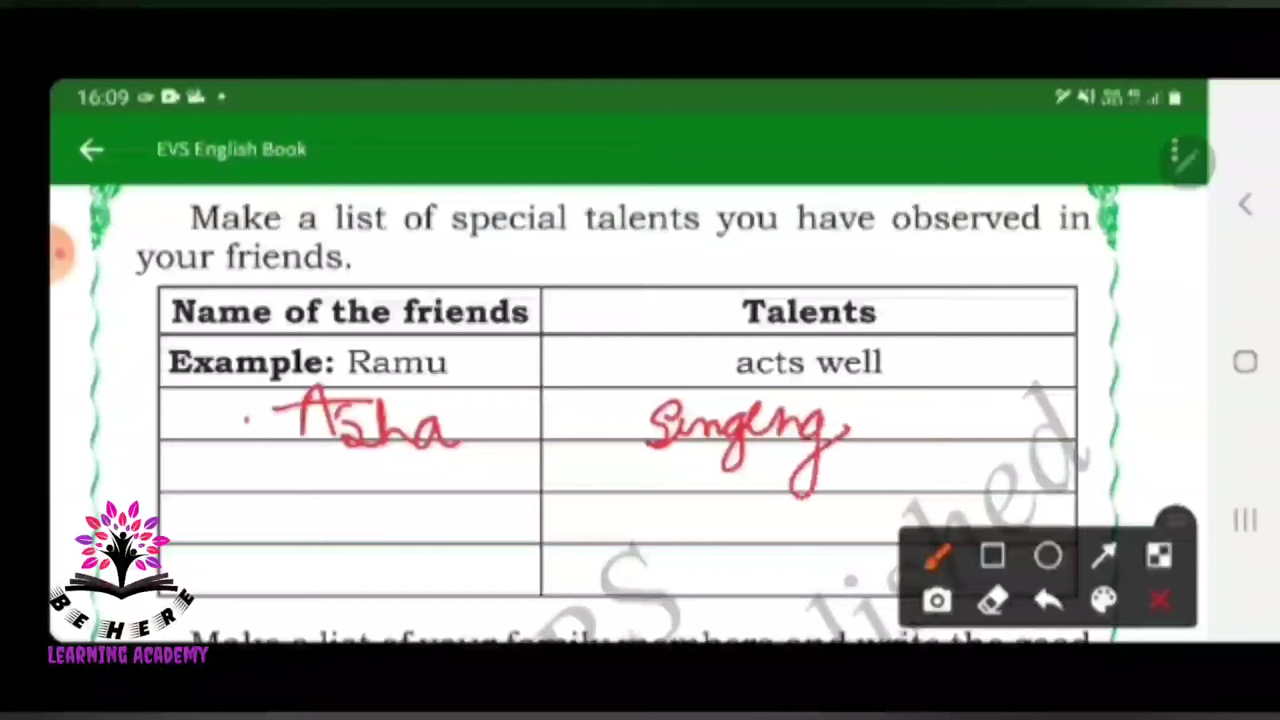 16:09
EVS English Book
Make a list of special talents you have observed in
your friends.
Name of the friends Talents
Example: Ramu acts well
Asha Singing
BEHERE
LEARNING ACADEMY